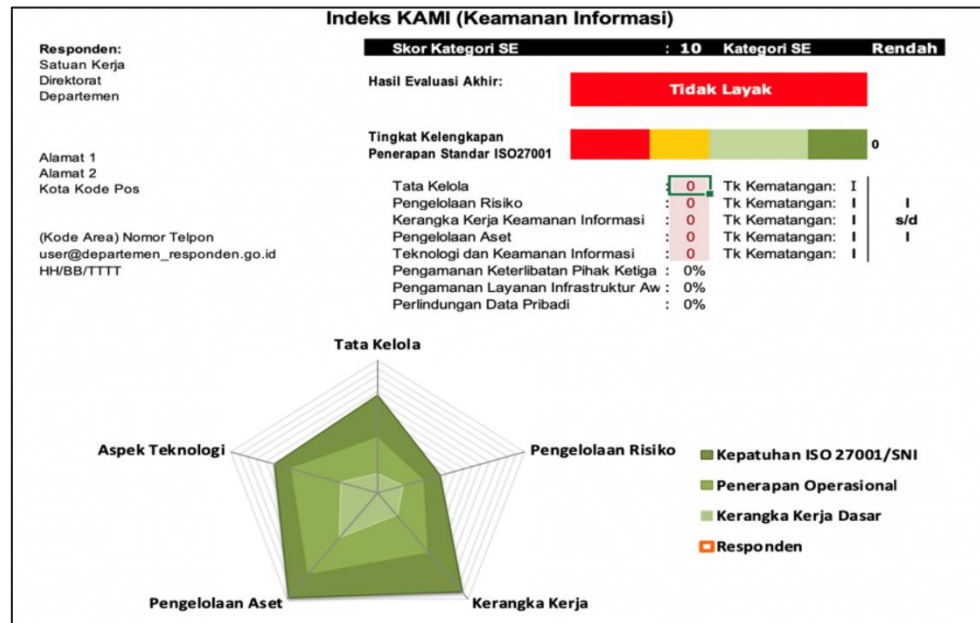 Indeks KAMI (Keamanan Informasi)
Responden:
Satuan Kerja
Direktorat
Departemen
Alamat 1
Alamat 2
Kota Kode Pos
(Kode Area) Nomor Telpon
user@departemen_responden.go.id
HH/BB/TTTT
Skor Kategori SE : 10 Kategori SE Rendah
Hasil Evaluasi Akhir: Tidak Layak
Tingkat Kelengkapan
Penerapan Standar ISO27001 0
Tata Kelola : 0 Tk Kematangan: I
Pengelolaan Risiko : 0 Tk Kematangan: I I
Kerangka Kerja Keamanan Informasi : 0 Tk Kematangan: I s/d
Pengelolaan Aset : 0 Tk Kematangan: I I
Teknologi dan Keamanan Informasi : 0 Tk Kematangan: I
Pengamanan Keterlibatan Pihak Ketiga : 0%
Pengamanan Layanan Infrastruktur Aw : 0%
Perlindungan Data Pribadi : 0%
Tata Kelola
Aspek Teknologi
Pengelolaan Risiko
Pengelolaan Aset
Kerangka Kerja
Kepatuhan ISO 27001/SNI
Penerapan Operasional
Kerangka Kerja Dasar
Responden